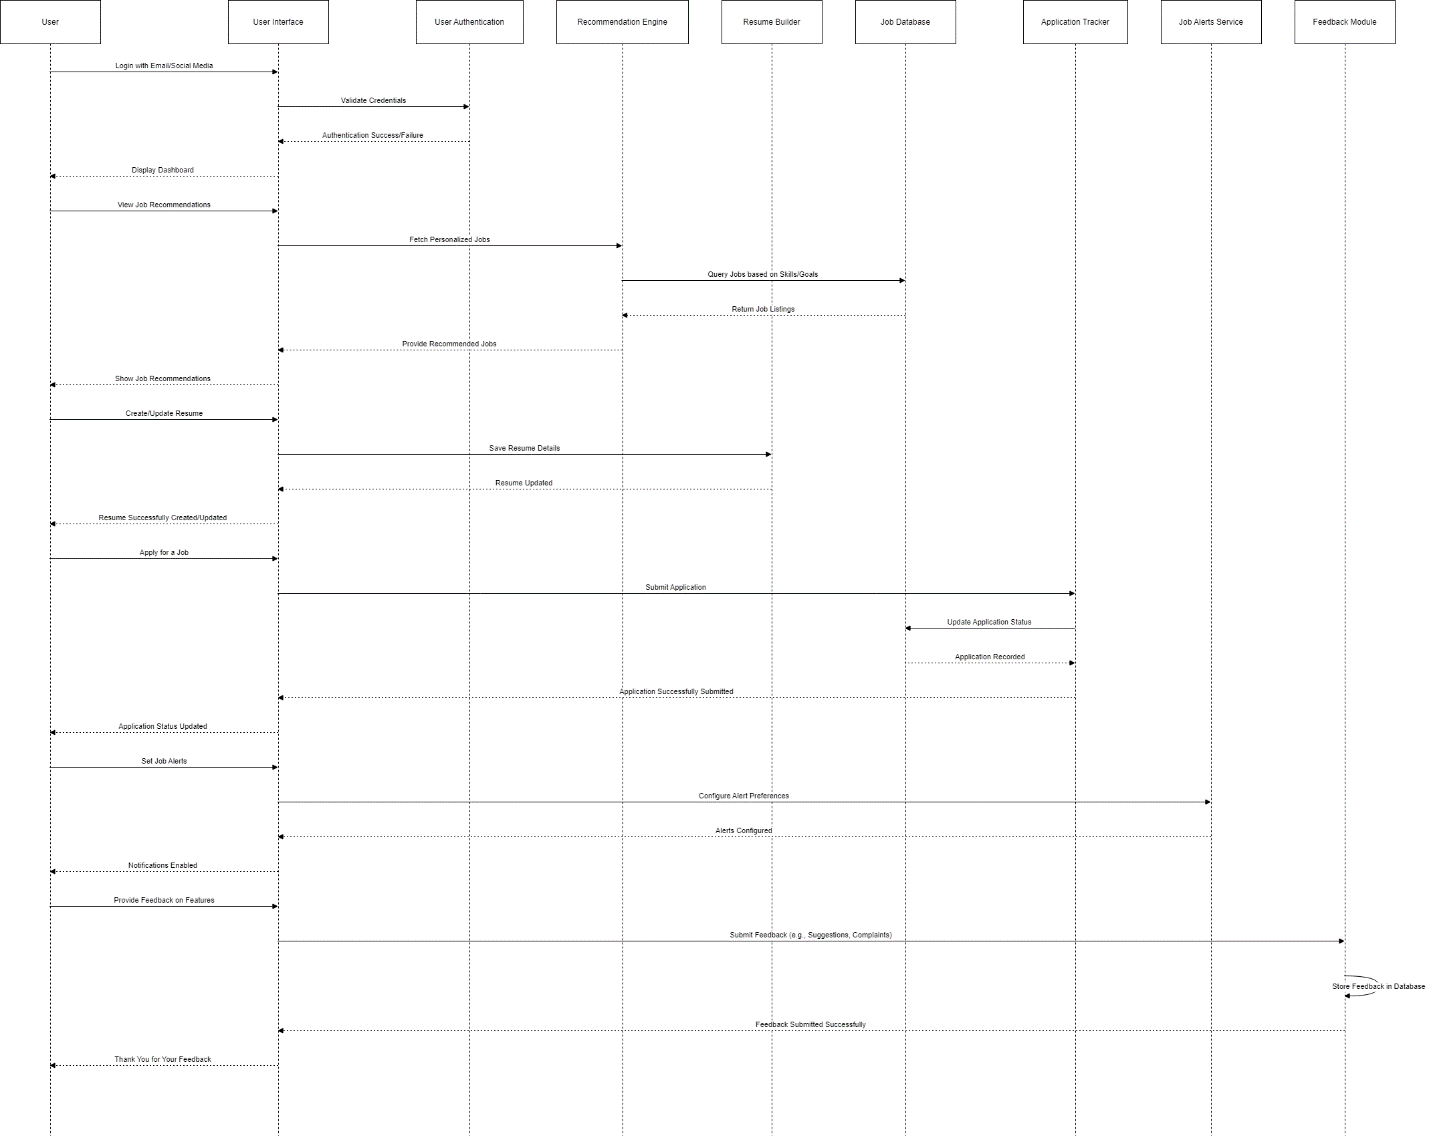 User
User Interface
User Authentication
Recommendation Engine
Resume Builder
Job Database
Application Tracker
Job Alerts Service
Feedback Module
Login with Email/Social Media
Validate Credentials
Authentication Success/Failure
Display Dashboard
View Job Recommendations
Fetch Personalized Jobs
Query Jobs based on Skills/Goals
Return Job Listings
Provide Recommended Jobs
Show Job Recommendations
Create/Update Resume
Save Resume Details
Resume Updated
Resume Successfully Created/Updated
Apply for a Job
Submit Application
Update Application Status
Application Recorded
Application Successfully Submitted
Application Status Updated
Set Job Alerts
Configure Alert Preferences
Alerts Configured
Notifications Enabled
Provide Feedback on Features
Submit Feedback (e.g., Suggestions, Complaints)
Store Feedback in Database
Feedback Submitted Successfully
Thank You for Your Feedback